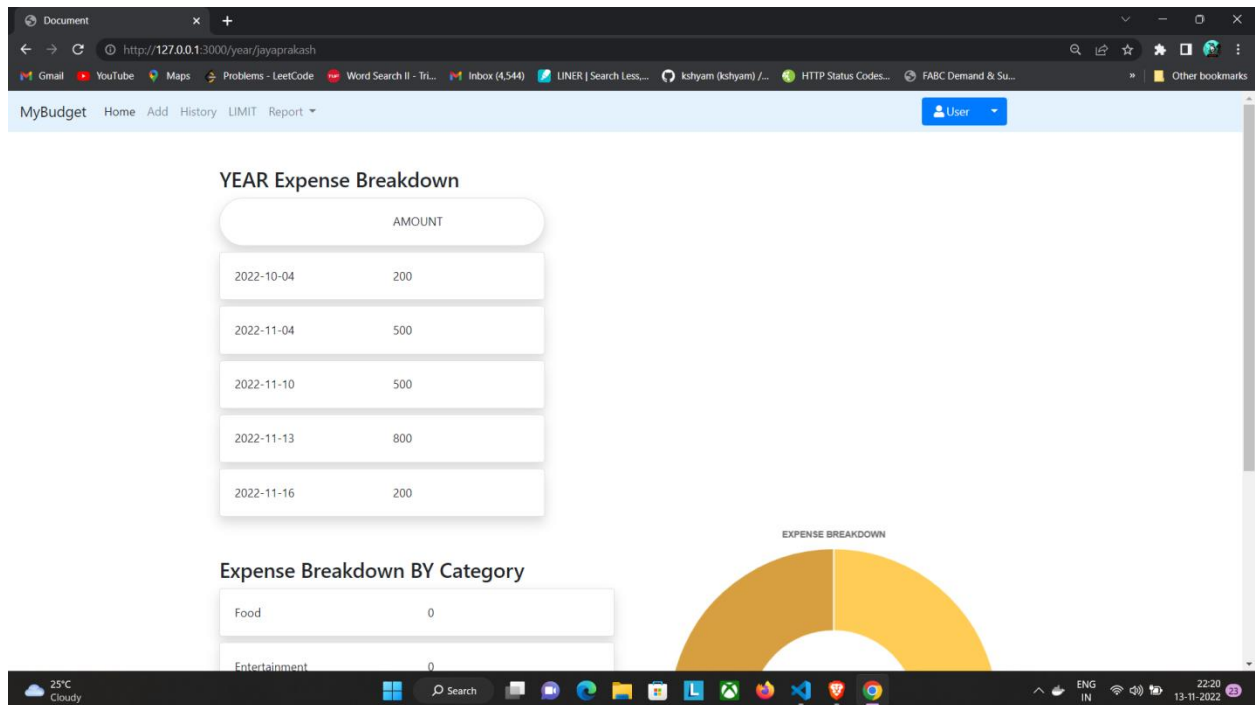 Document
http://127.0.0.1:3000/year/jayaprakash
Gmail YouTube Maps Problems - LeetCode Word Search II - Tri... Inbox (4,544) LINER | Search Less,... kshyam (kshyam) /... HTTP Status Codes... FABC Demand & Su... » Other bookmarks
MyBudget Home Add History LIMIT Report User
YEAR Expense Breakdown
AMOUNT
2022-10-04 200
2022-11-04 500
2022-11-10 500
2022-11-13 800
2022-11-16 200
EXPENSE BREAKDOWN
Expense Breakdown BY Category
Food 0
Entertainment 0
25°C
Cloudy
Search
ENG
IN
22:20
13-11-2022
23